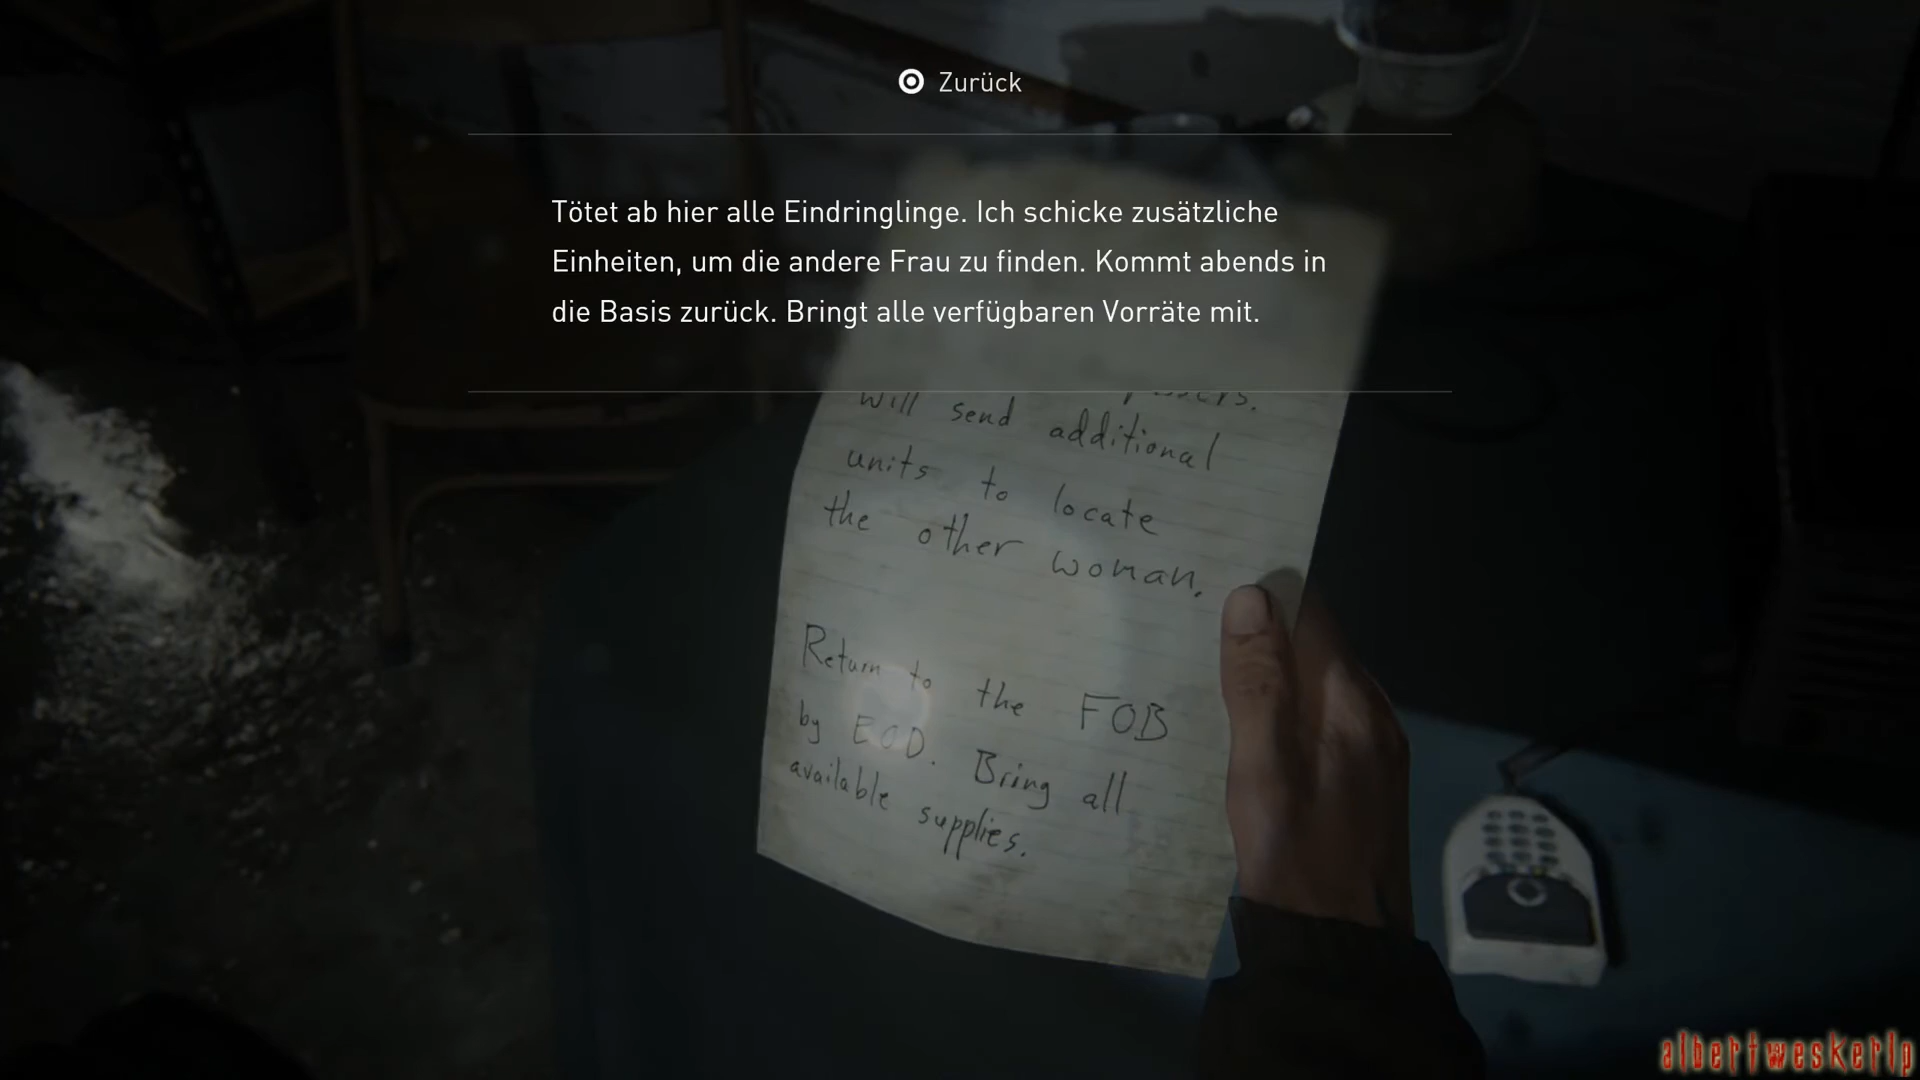 Zurück
Tötet ab hier alle Eindringlinge. Ich schicke zusätzliche
Einheiten, um die andere Frau zu finden. Kommt abends in
die Basis zurück. Bringt alle verfügbaren Vorräte mit.
will send additional
units to locate
the other woman.
Return to the FOB
by EOD. Bring all
available supplies.
albertweskerlp